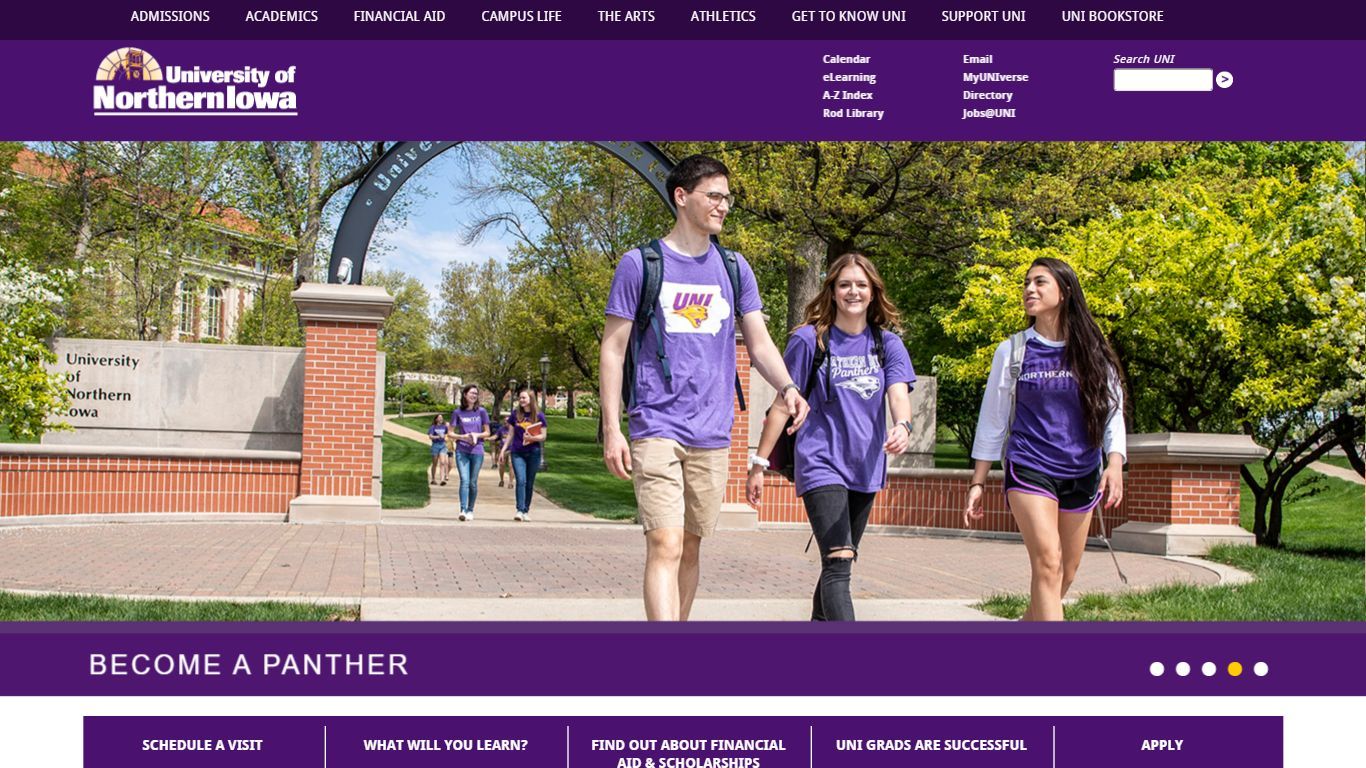 ADMISSIONS ACADEMICS FINANCIAL AID CAMPUS LIFE THE ARTS ATHLETICS GET TO KNOW UNI SUPPORT UNI UNI BOOKSTORE
University of
Northern Iowa
Calendar Email Search UNI
eLearning MyUNIverse
A-Z Index Directory
Rod Library Jobs@UNI
UNI
Panthers
NORTHERN
University
of
Northern
Iowa
BECOME A PANTHER
SCHEDULE A VISIT
WHAT WILL YOU LEARN?
FIND OUT ABOUT FINANCIAL
AID & SCHOLARSHIPS
UNI GRADS ARE SUCCESSFUL
APPLY